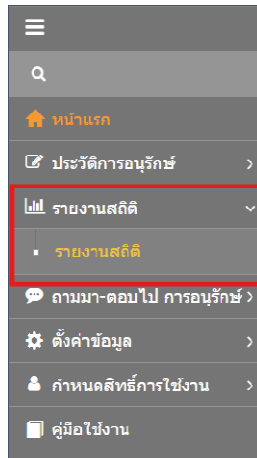 หน้าแรก
ประวัติการอนุรักษ์
รายงานสถิติ
รายงานสถิติ
ถามมา-ตอบไป การอนุรักษ์
ตั้งค่าข้อมูล
กำหนดสิทธิ์การใช้งาน
คู่มือใช้งาน